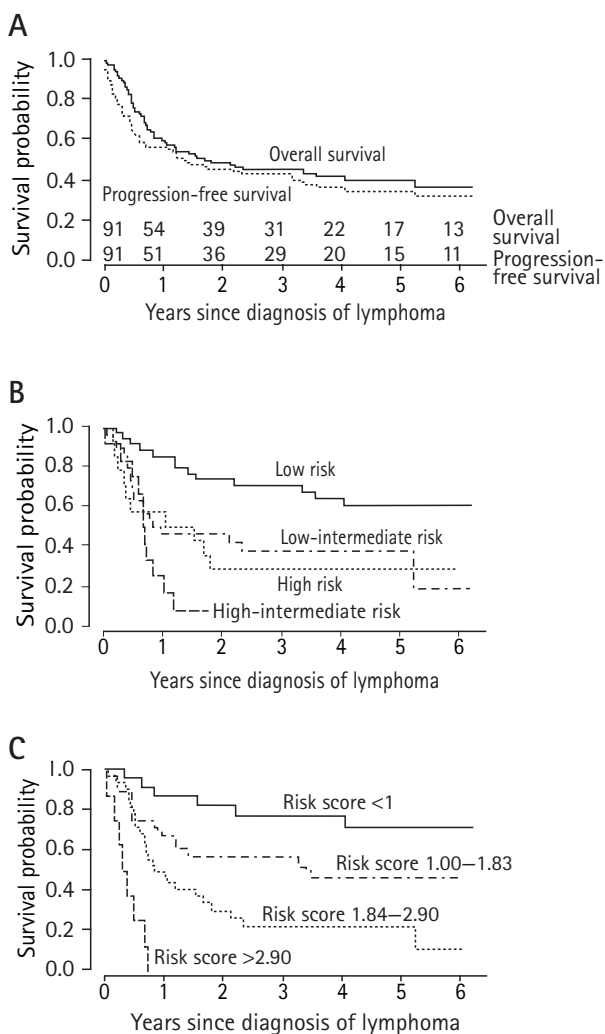 A
Survival probability
1.0
0.8
0.6
0.4
0.2
0.0
Overall survival
Progression-free survival
91 54 39 31 22 17 13 Overall survival
91 51 36 29 20 15 11 Progression-free survival
0 1 2 3 4 5 6
Years since diagnosis of lymphoma
B
Survival probability
1.0
0.8
0.6
0.4
0.2
0.0
Low risk
Low-intermediate risk
High risk
High-intermediate risk
0 1 2 3 4 5 6
Years since diagnosis of lymphoma
C
Survival probability
1.0
0.8
0.6
0.4
0.2
0.0
Risk score <1
Risk score 1.00–1.83
Risk score 1.84–2.90
Risk score >2.90
0 1 2 3 4 5 6
Years since diagnosis of lymphoma